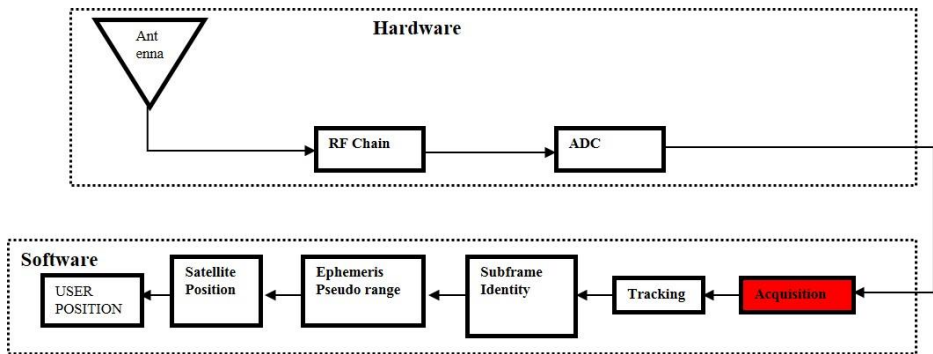 Hardware
Ant
enna
RF Chain
ADC
Software
USER
POSITION
Satellite
Position
Ephemeris
Pseudo range
Subframe
Identity
Tracking
Acquisition